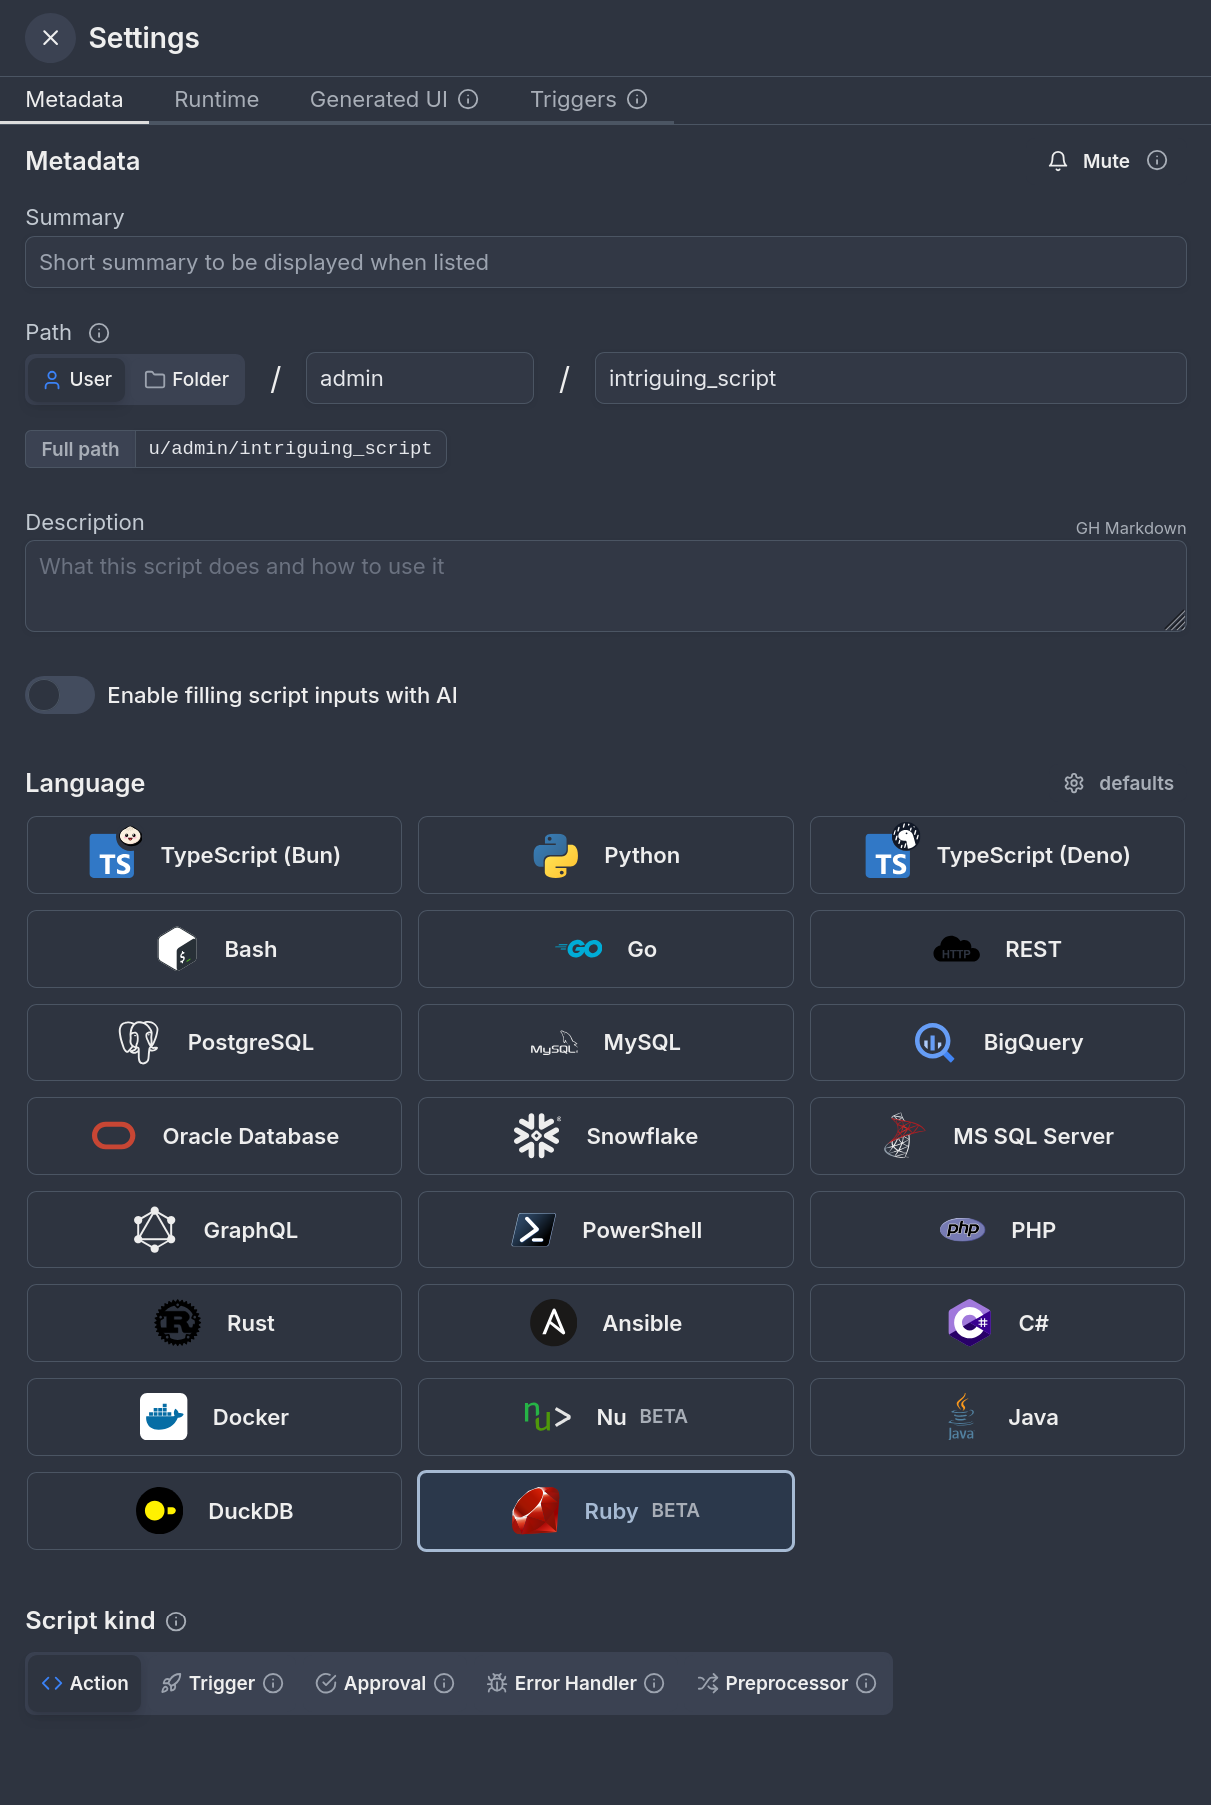 Settings
Metadata Runtime Generated UI Triggers
Metadata Mute
Summary
Short summary to be displayed when listed
Path
User Folder / admin / intriguing_script
Full path u/admin/intriguing_script
Description GH Markdown
What this script does and how to use it
Enable filling script inputs with AI
Language defaults
TS TypeScript (Bun) Python TS TypeScript (Deno)
$ Bash GO Go HTTP REST
PostgreSQL MySQL MySQL BigQuery
Oracle Database Snowflake MS SQL Server
GraphQL PowerShell php PHP
R Rust A Ansible C# C#
Docker nu> Nu BETA Java Java
DuckDB Ruby BETA
Script kind
Action Trigger Approval Error Handler Preprocessor